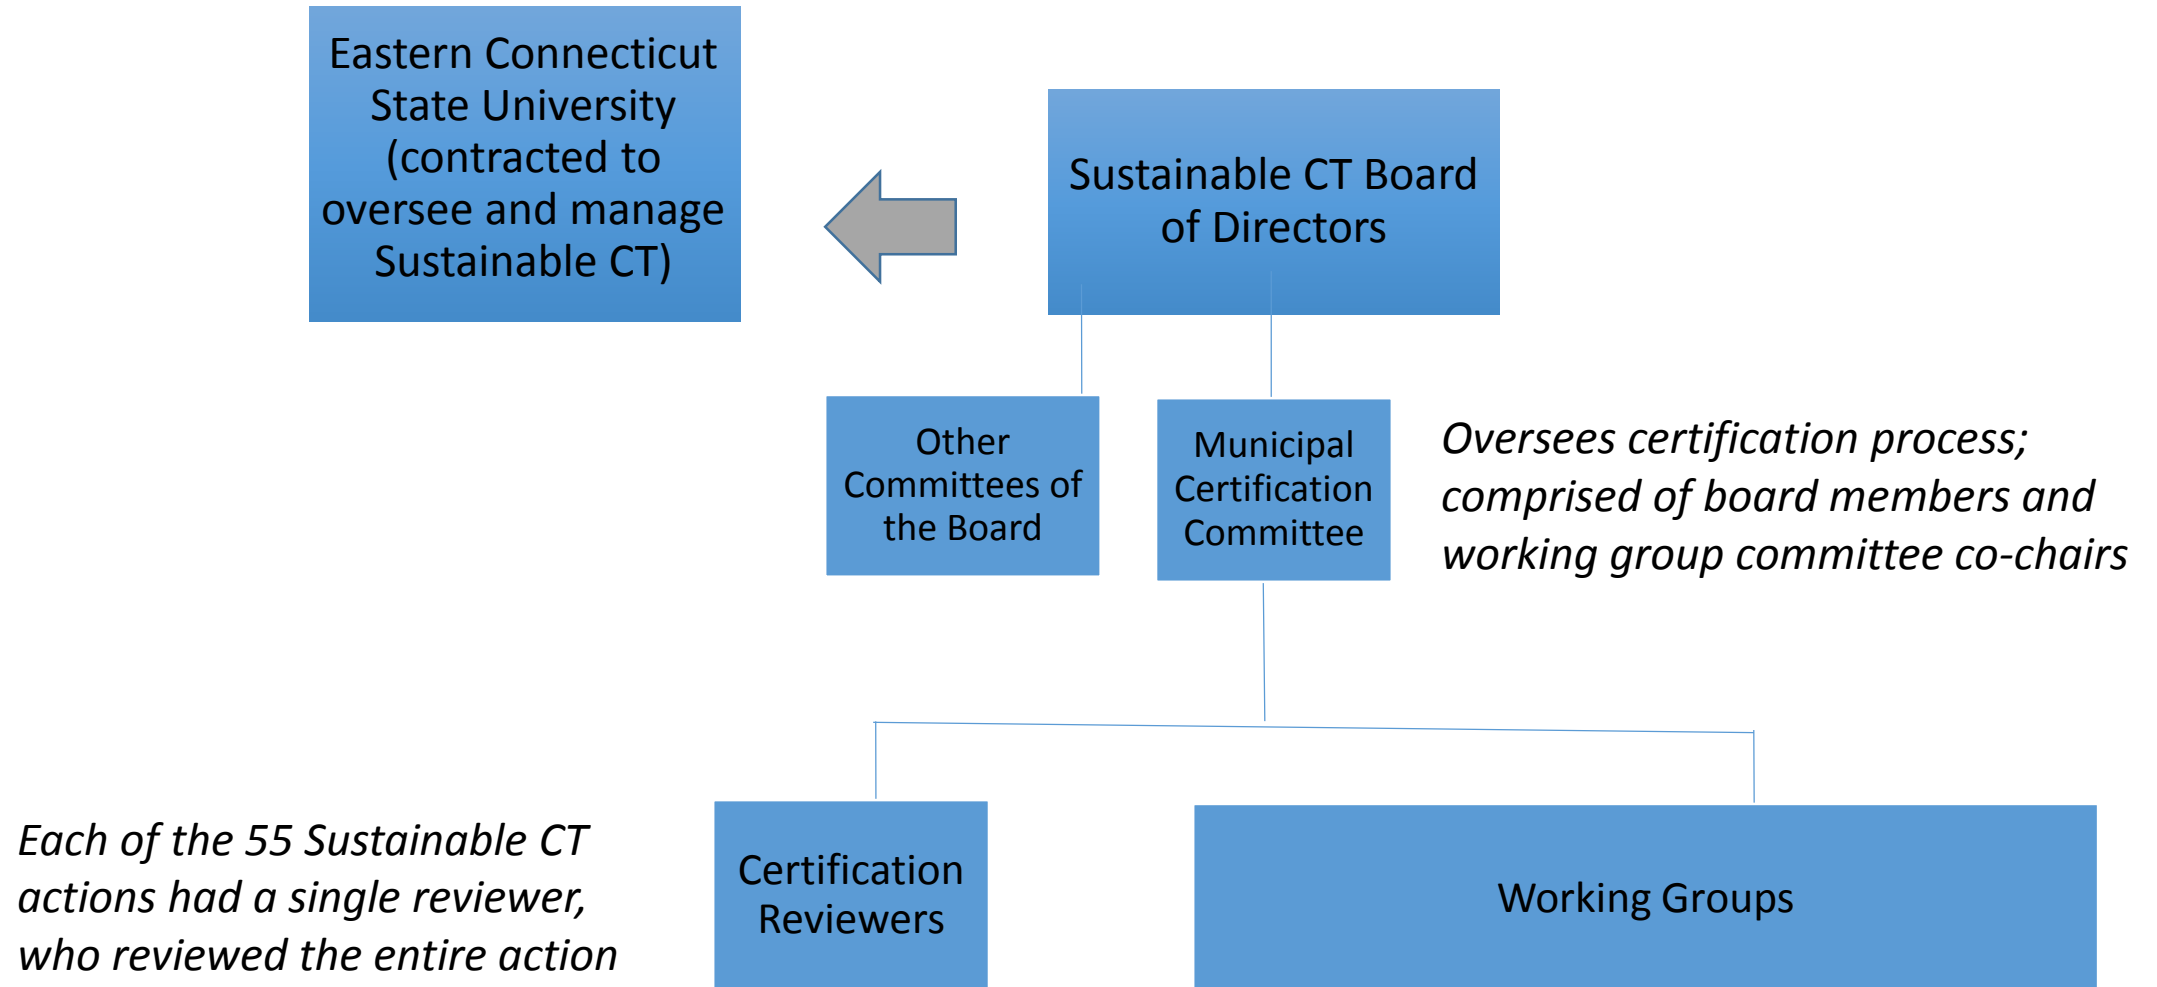 Eastern Connecticut
State University
(contracted to
oversee and manage
Sustainable CT)
Sustainable CT Board
of Directors
Other
Committees of
the Board
Municipal
Certification
Committee
Oversees certification process;
comprised of board members and
working group committee co-chairs
Each of the 55 Sustainable CT
actions had a single reviewer,
who reviewed the entire action
Certification
Reviewers
Working Groups